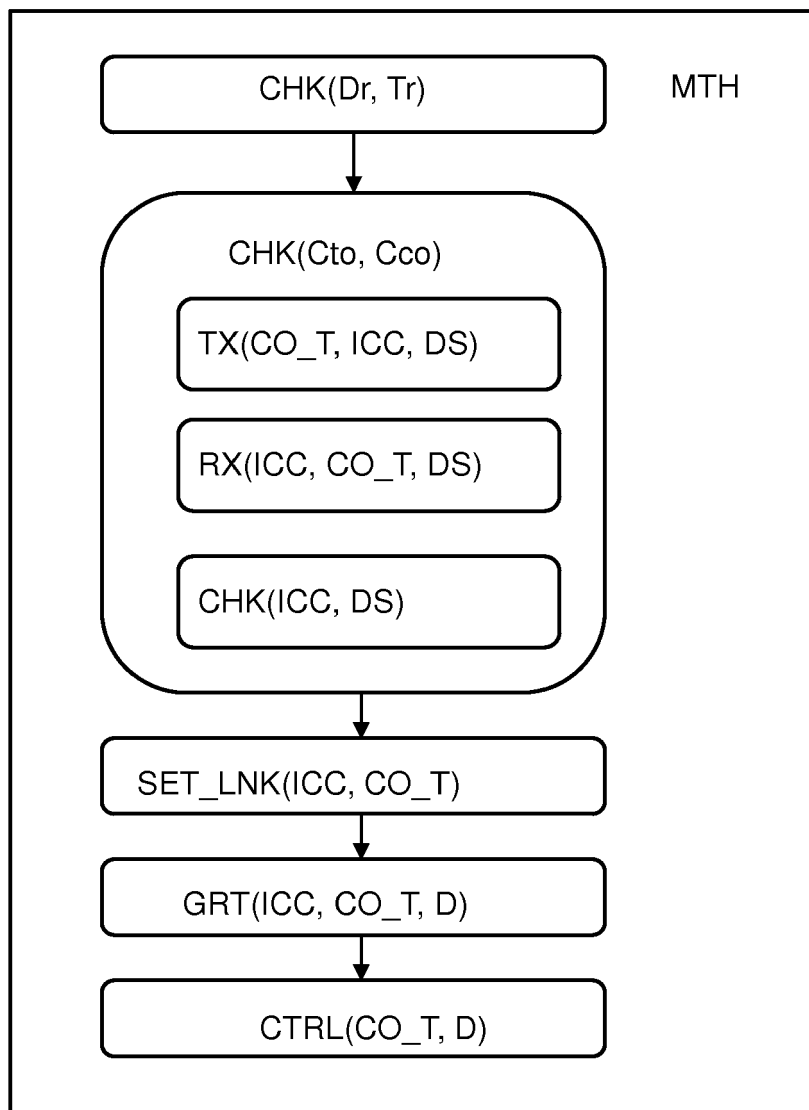 CHK(Dr, Tr)
MTH
CHK(Cto, Cco)
TX(CO_T, ICC, DS)
RX(ICC, CO_T, DS)
CHK(ICC, DS)
SET_LNK(ICC, CO_T)
GRT(ICC, CO_T, D)
CTRL(CO_T, D)